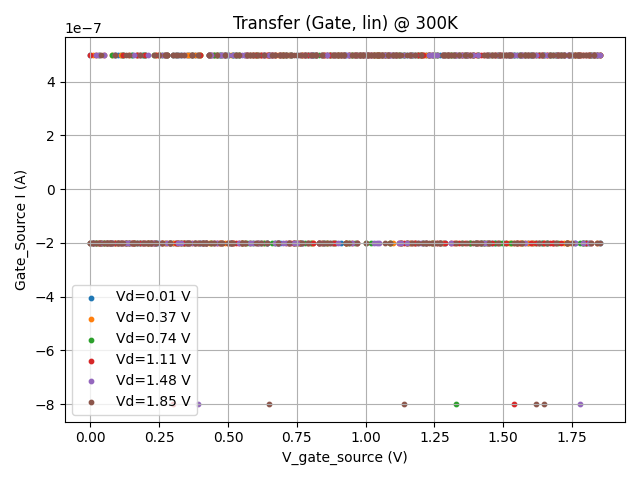 Transfer (Gate, lin) @ 300K
1e−7
4
2
0
−2
−4
−6
−8
Gate_Source I (A)
Vd=0.01 V
Vd=0.37 V
Vd=0.74 V
Vd=1.11 V
Vd=1.48 V
Vd=1.85 V
0.00 0.25 0.50 0.75 1.00 1.25 1.50 1.75
V_gate_source (V)